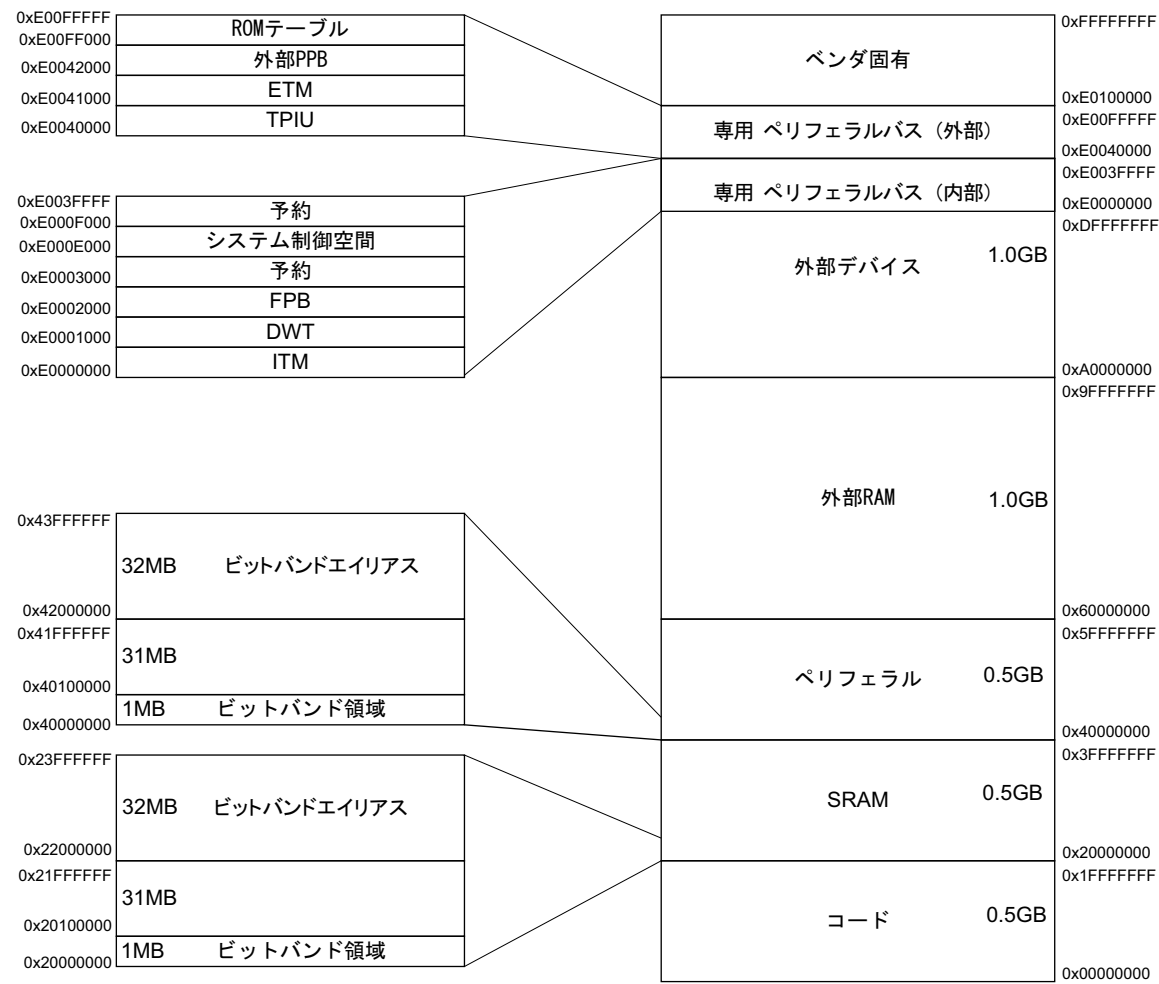 0xE00FFFFF
ROMテーブル
0xE00FF000
外部PPB
0xE0042000
ETM
0xE0041000
TPIU
0xE0040000
0xE003FFFF
予約
0xE000F000
システム制御空間
0xE000E000
予約
0xE0003000
FPB
0xE0002000
DWT
0xE0001000
ITM
0xE0000000
0x43FFFFFF
32MB ビットバンドエイリアス
0x42000000
0x41FFFFFF
31MB
0x40100000
1MB ビットバンド領域
0x40000000
0x23FFFFFF
32MB ビットバンドエイリアス
0x22000000
0x21FFFFFF
31MB
0x20100000
1MB ビットバンド領域
0x20000000
0xFFFFFFFF
ベンダ固有
0xE0100000
0xE00FFFFF
専用 ペリフェラルバス (外部)
0xE0040000
0xE003FFFF
専用 ペリフェラルバス (内部)
0xE0000000
0xDFFFFFFF
外部デバイス 1.0GB
0xA0000000
0x9FFFFFFF
外部RAM 1.0GB
0x60000000
0x5FFFFFFF
ペリフェラル 0.5GB
0x40000000
0x3FFFFFFF
SRAM 0.5GB
0x20000000
0x1FFFFFFF
コード 0.5GB
0x00000000